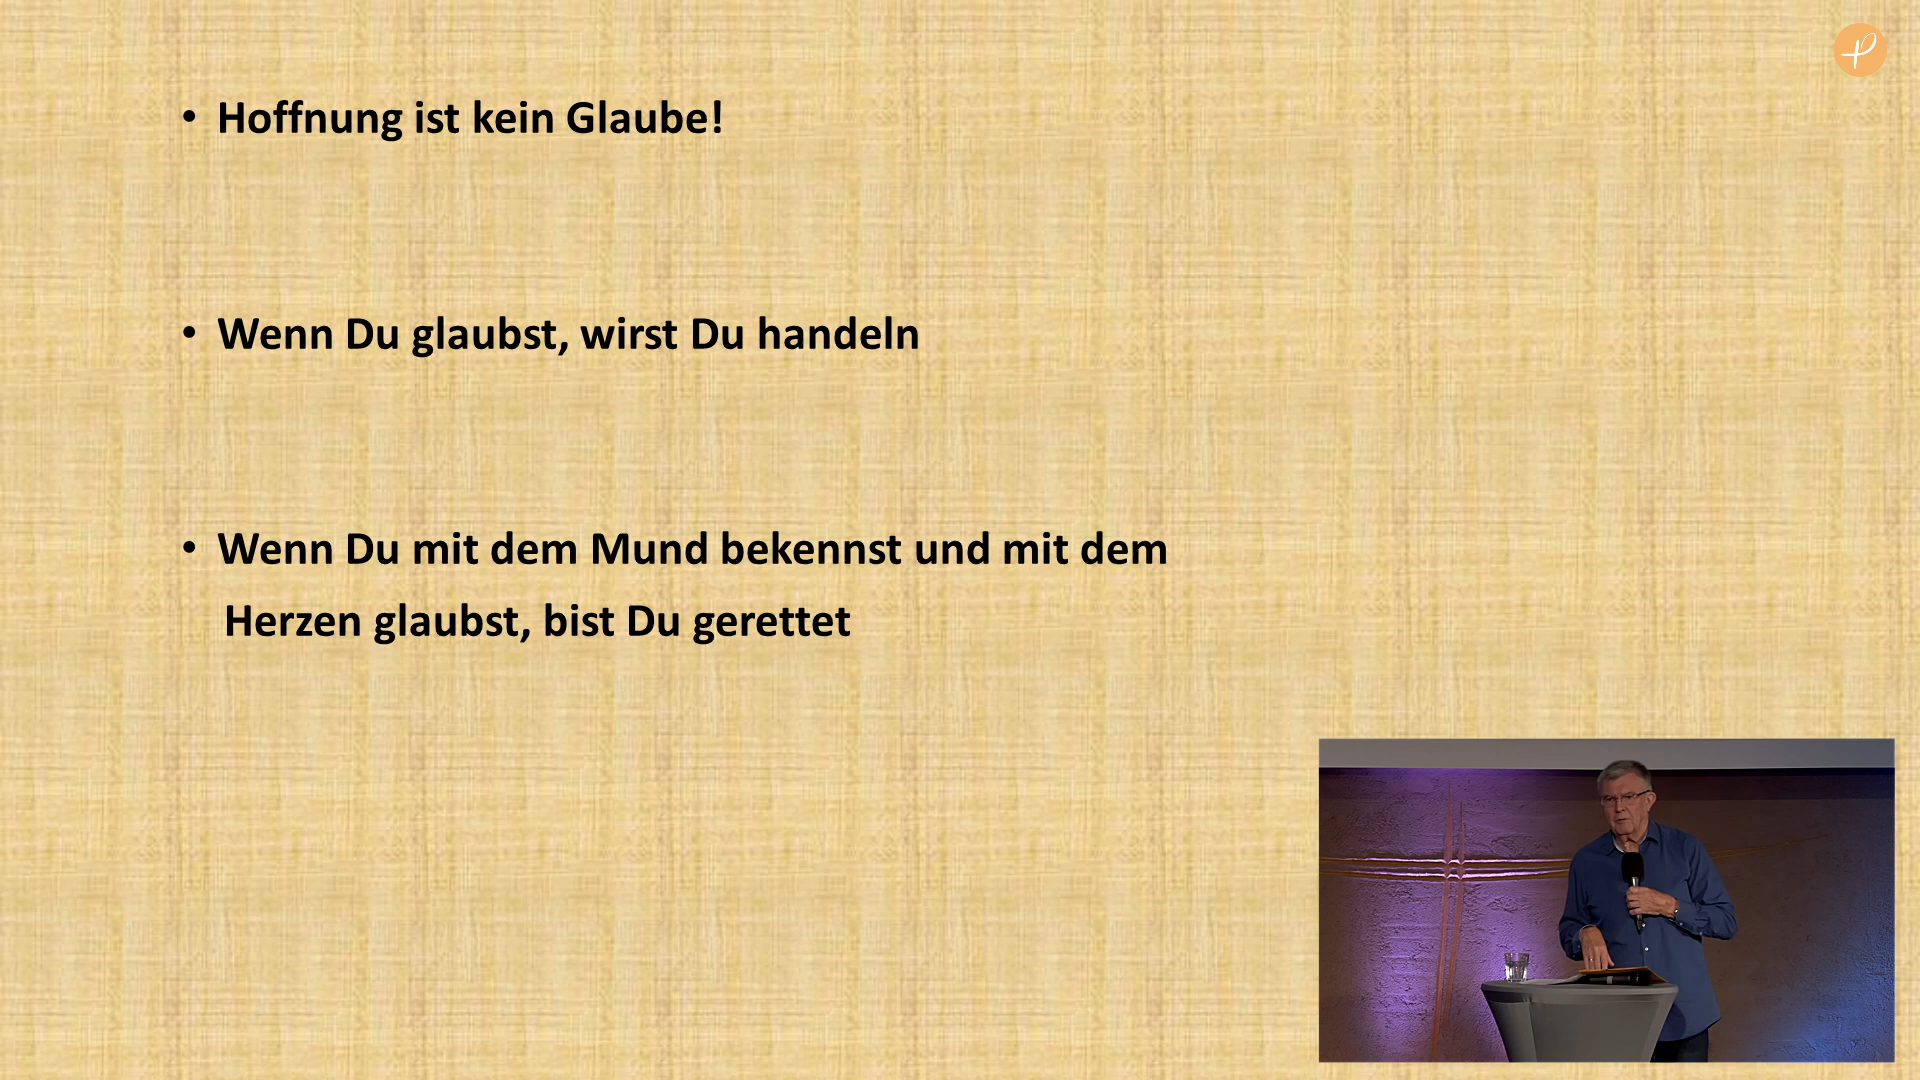 • Hoffnung ist kein Glaube!
• Wenn Du glaubst, wirst Du handeln
• Wenn Du mit dem Mund bekennst und mit dem
Herzen glaubst, bist Du gerettet